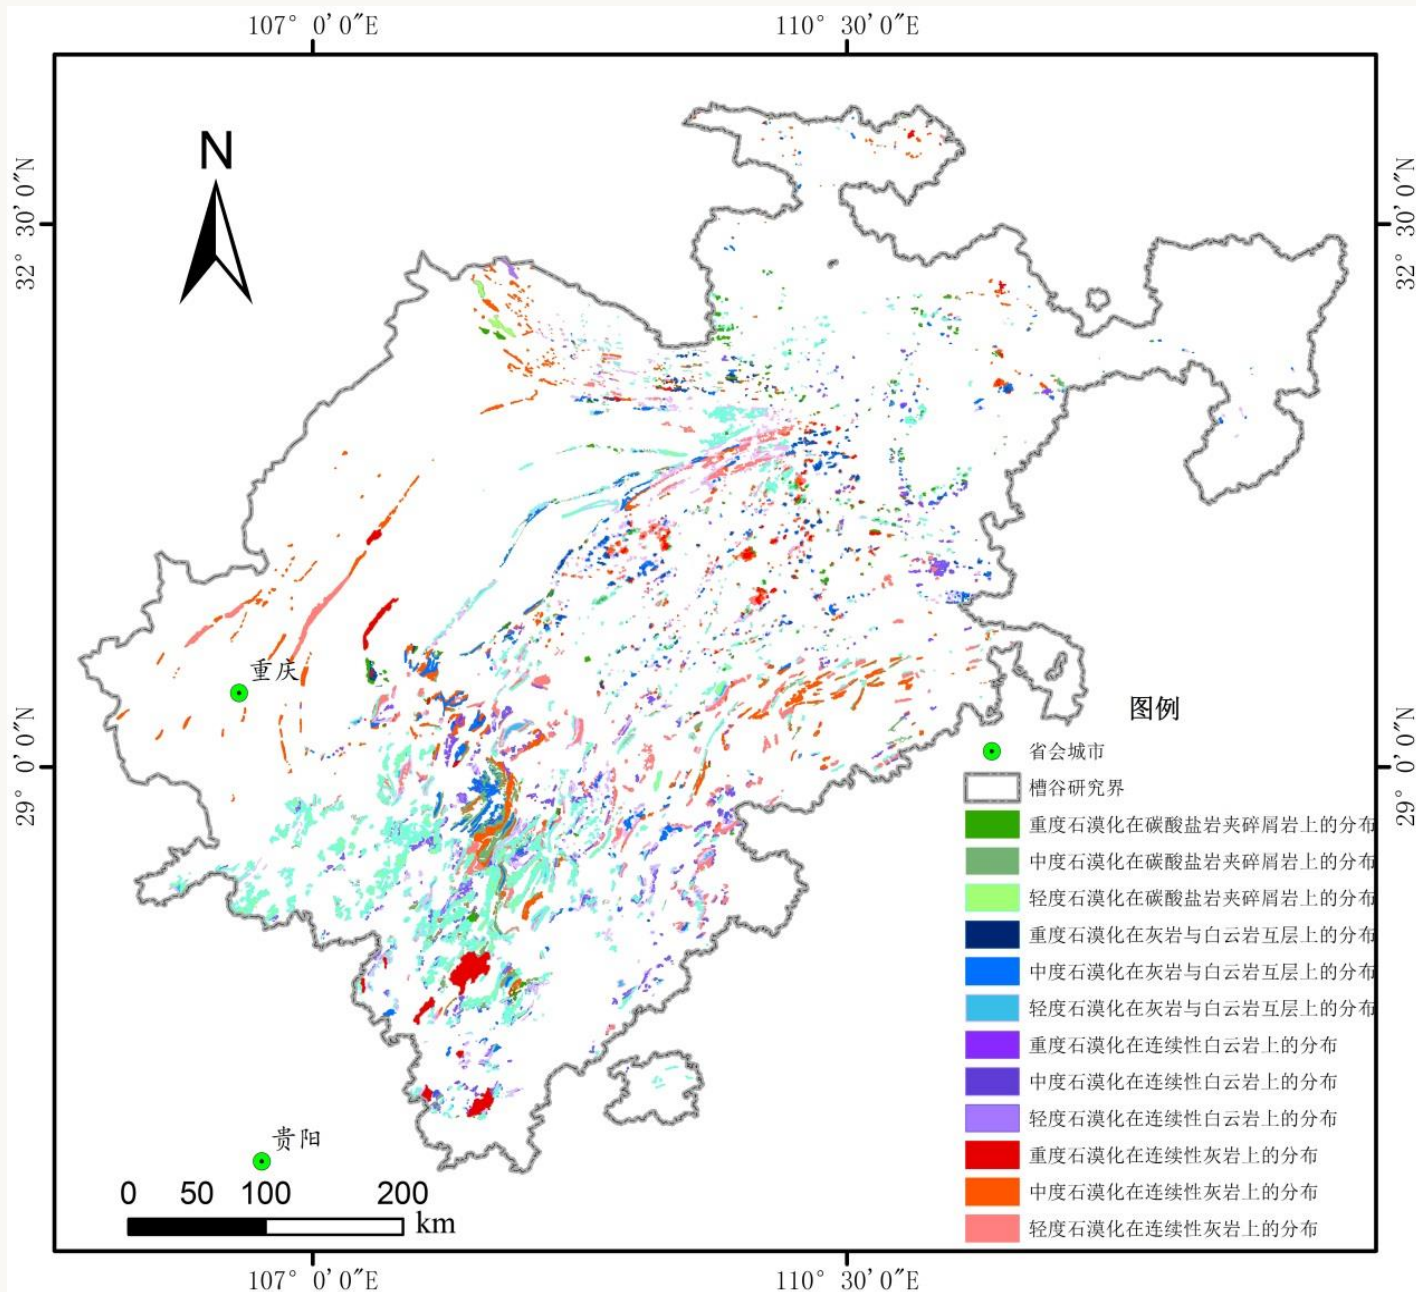 107° 0′0″E
110° 30′0″E
N
32° 30′0″N
32° 30′0″N
重庆
29° 0′0″N
29° 0′0″N
图例
省会城市
槽谷研究界
重度石漠化在碳酸盐岩夹碎屑岩上的分布
中度石漠化在碳酸盐岩夹碎屑岩上的分布
轻度石漠化在碳酸盐岩夹碎屑岩上的分布
重度石漠化在灰岩与白云岩互层上的分布
中度石漠化在灰岩与白云岩互层上的分布
轻度石漠化在灰岩与白云岩互层上的分布
重度石漠化在连续性白云岩上的分布
中度石漠化在连续性白云岩上的分布
轻度石漠化在连续性白云岩上的分布
重度石漠化在连续性灰岩上的分布
中度石漠化在连续性灰岩上的分布
轻度石漠化在连续性灰岩上的分布
贵阳
0 50 100 200
km
107° 0′0″E
110° 30′0″E